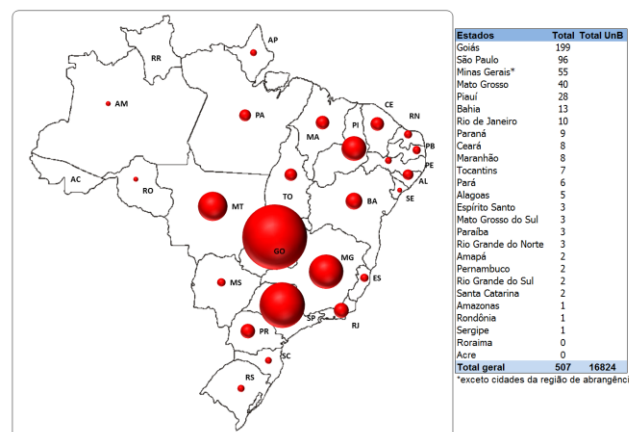 AP
RR
AM
PA
MA
PI
CE
RN
PB
PE
AL
SE
AC
RO
TO
BA
MT
GO
MG
MS
ES
SP
RJ
PR
SC
RS
Estados Total Total UnB
Goiás 199
São Paulo 96
Minas Gerais* 55
Mato Grosso 40
Piauí 28
Bahia 13
Rio de Janeiro 10
Paraná 9
Ceará 8
Maranhão 8
Tocantins 7
Pará 6
Alagoas 5
Espírito Santo 3
Mato Grosso do Sul 3
Paraíba 3
Rio Grande do Norte 3
Amapá 2
Pernambuco 2
Rio Grande do Sul 2
Santa Catarina 2
Amazonas 1
Rondônia 1
Sergipe 1
Roraima 0
Acre 0
Total geral 507 16824
*exceto cidades da região de abrangênci